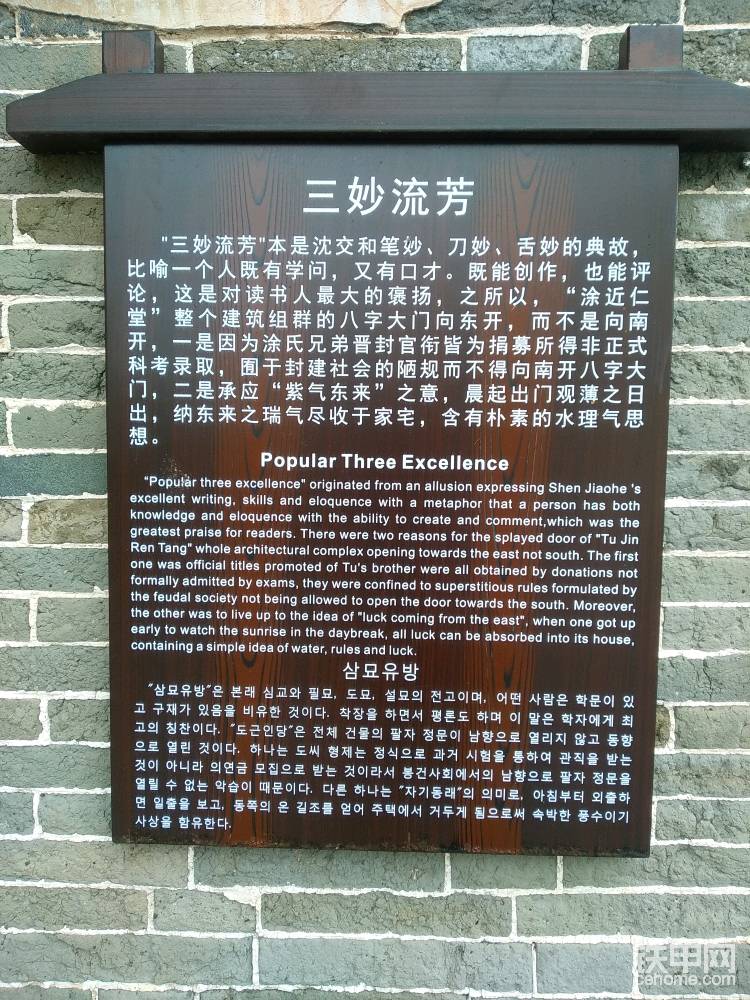 三妙流芳
"三妙流芳"本是沈交和笔妙、刀妙、舌妙的典故，
比喻一个人既有学问，又有口才。既能创作，也能评
论，这是对读书人最大的褒扬，之所以，“涂近仁
堂”整个建筑组群的八字大门向东开，而不是向南
开，一是因为涂氏兄弟晋封官衔皆为捐募所得非正式
科考录取，囿于封建社会的陋规而不得向南开八字大
门，二是承应“紫气东来”之意，晨起出门观薄之日
出，纳东来之瑞气尽收于家宅，含有朴素的水理气思
想。
Popular Three Excellence
"Popular three excellence" originated from an allusion expressing Shen Jiaohe 's
excellent writing, skills and eloquence with a metaphor that a person has both
knowledge and eloquence with the ability to create and comment,which was the
greatest praise for readers. There were two reasons for the splayed door of "Tu Jin
Ren Tang" whole architectural complex opening towards the east not south. The first
one was official titles promoted of Tu's brother were all obtained by donations not
formally admitted by exams, they were confined to superstitious rules formulated by
the feudal society not being allowed to open the door towards the south. Moreover,
the other was to live up to the idea of "luck coming from the east", when one got up
early to watch the sunrise in the daybreak, all luck can be absorbed into its house,
containing a simple idea of water, rules and luck.
삼묘유방
"삼묘유방"은 본래 심교와 필묘, 도묘, 설묘의 전고이며, 어떤 사람은 학문이 있
고 구재가 있음을 비유한 것이다. 착장을 하면서 평론도 하며 이 말은 학자에게 최
고의 칭찬이다. "도근인당"은 전체 건물의 팔자 정문이 남향으로 열리지 않고 동향
으로 열린 것이다. 하나는 도씨 형제는 정식으로 과거 시험을 통하여 관직을 받는
것이 아니라 의연금 모집으로 받는 것이라서 봉건사회에서의 남향으로 팔자 정문을
열릴 수 없는 악습이 때문이다. 다른 하나는 "자기동래"의 의미로, 아침부터 외출하
면 일출을 보고, 동쪽의 온 길조를 얻어 주택에서 거두게 됨으로써 속박한 풍수이기
사상을 함유한다.
铁甲网
cehome.com